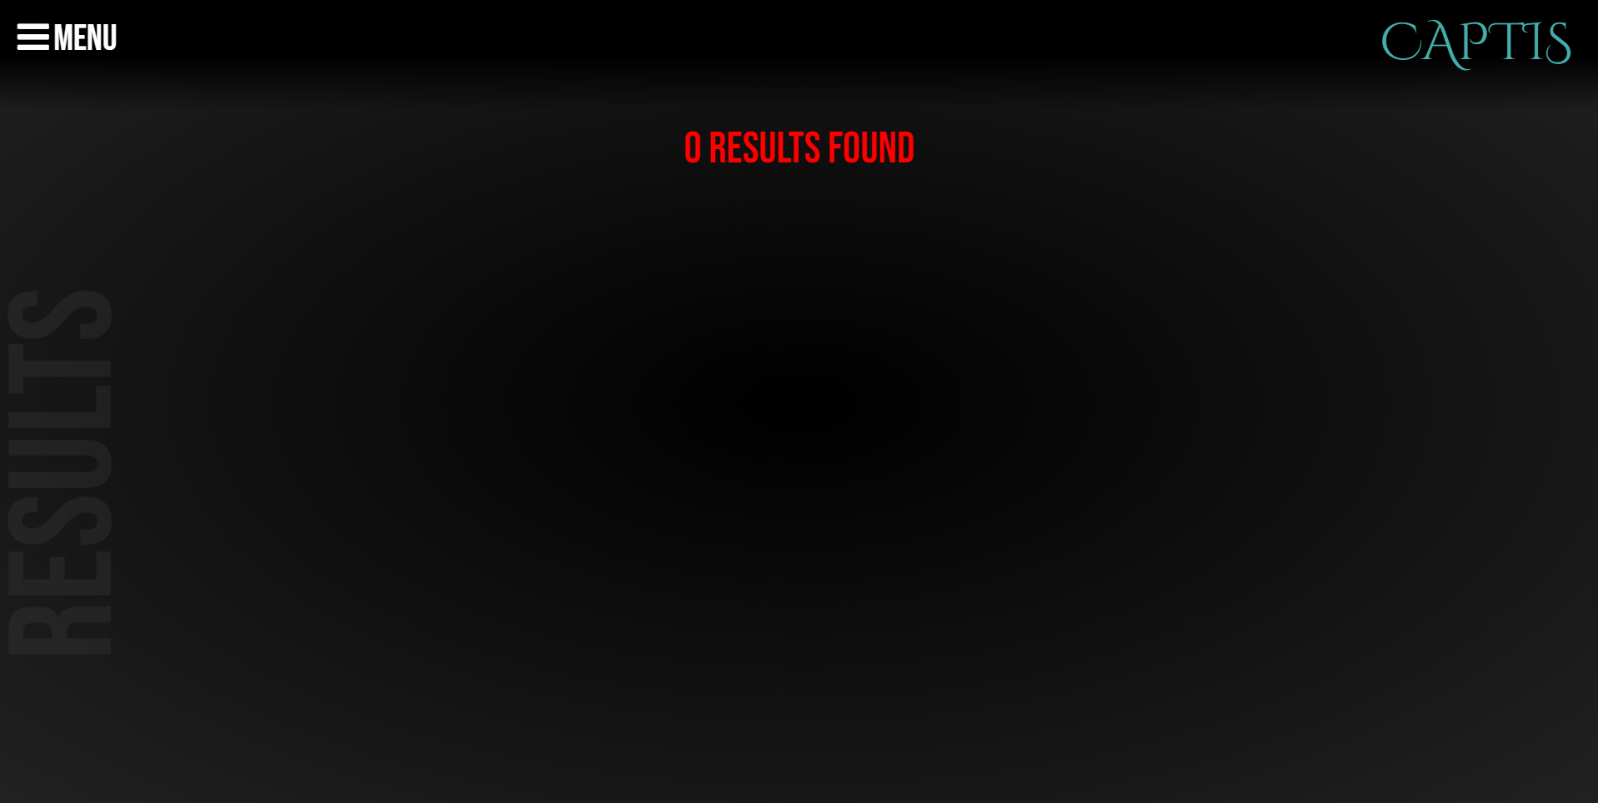 MENU
CAPTIS
0 RESULTS FOUND
RESULTS